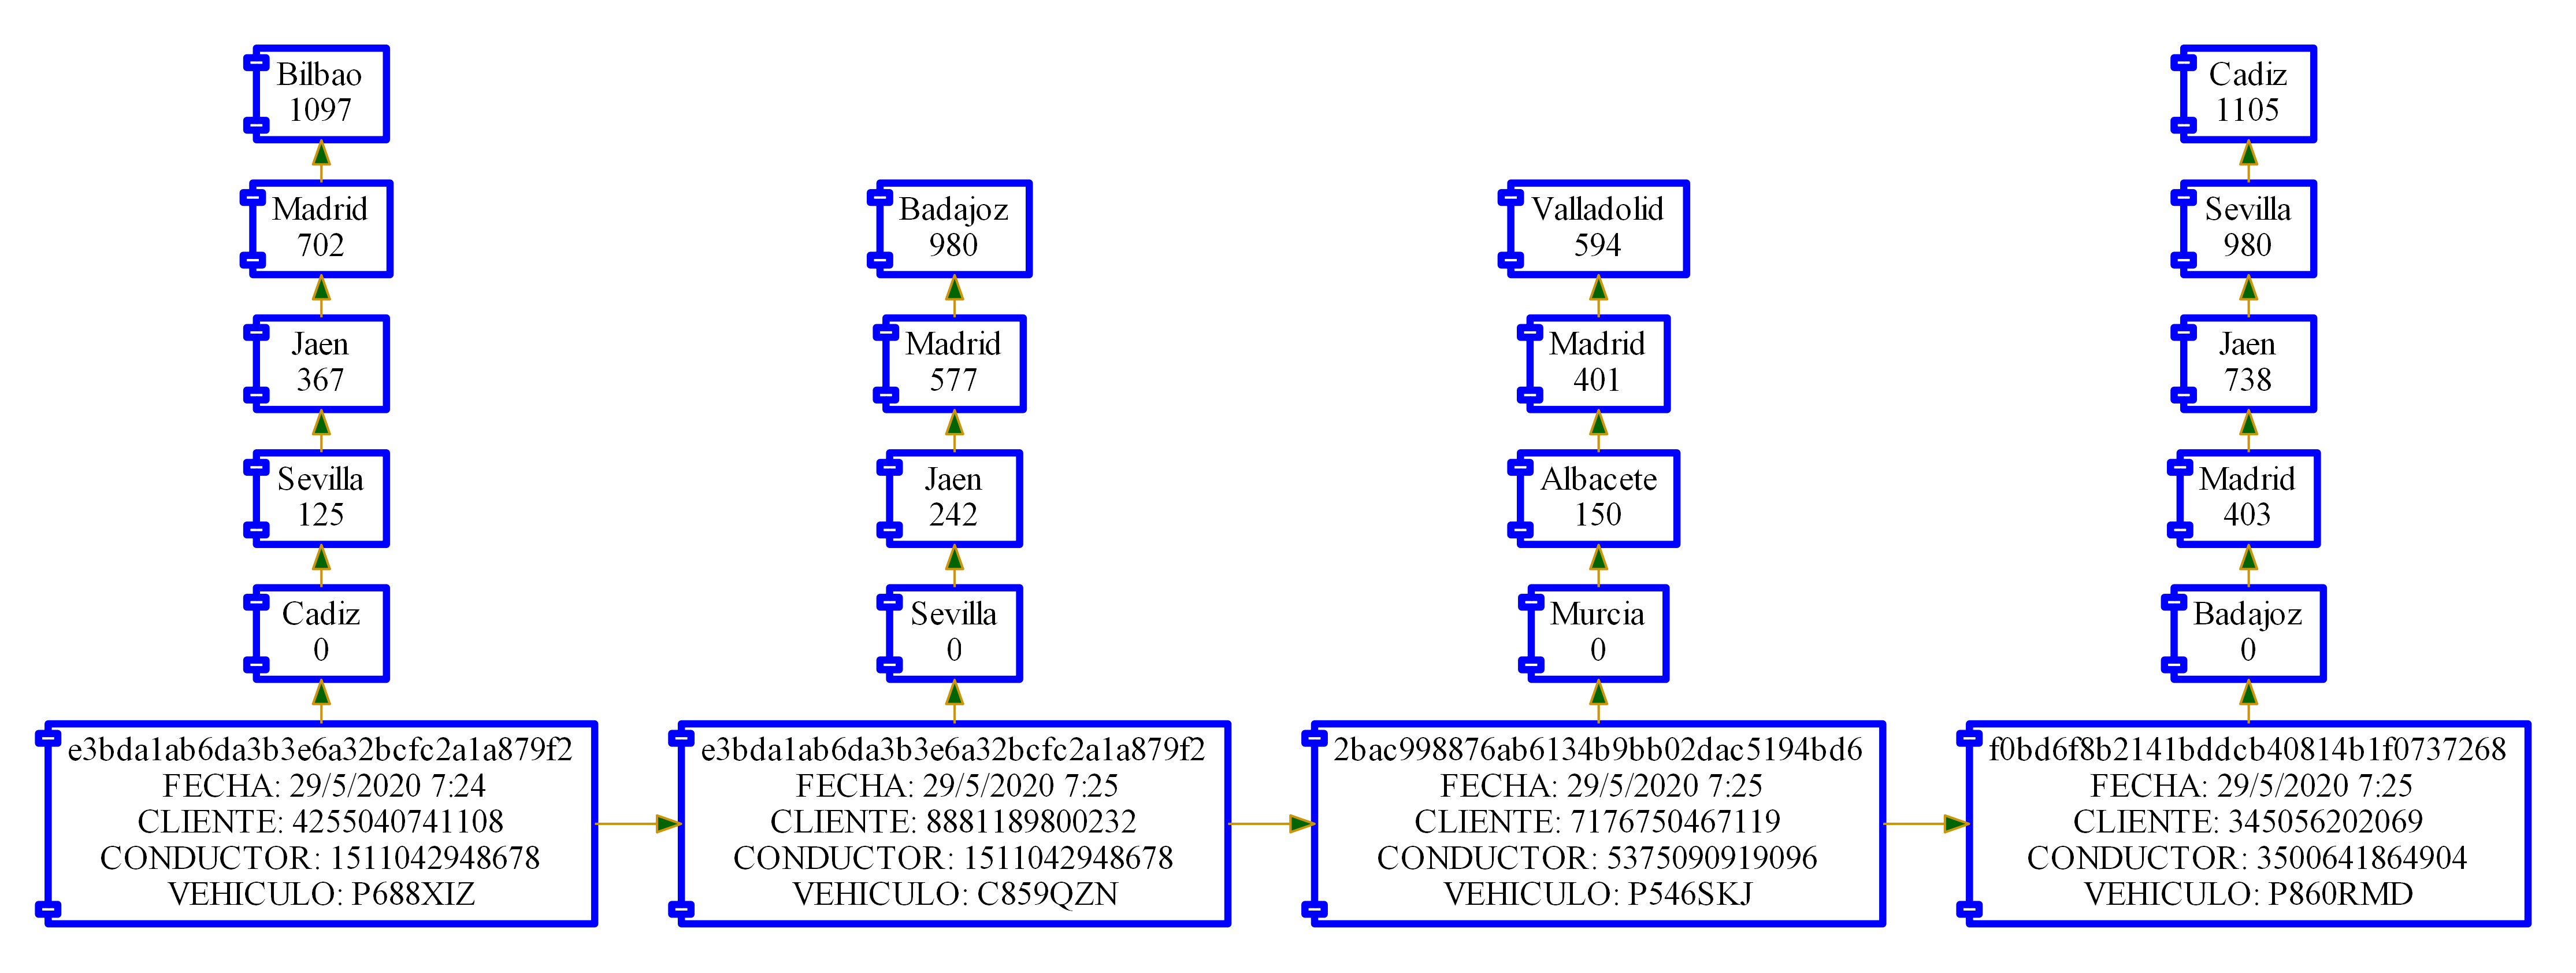 Bilbao
1097
Madrid
702
Jaen
367
Sevilla
125
Cadiz
0
e3bda1ab6da3b3e6a32bcfc2a1a879f2
FECHA: 29/5/2020 7:24
CLIENTE: 4255040741108
CONDUCTOR: 1511042948678
VEHICULO: P688XIZ
Badajoz
980
Madrid
577
Jaen
242
Sevilla
0
e3bda1ab6da3b3e6a32bcfc2a1a879f2
FECHA: 29/5/2020 7:25
CLIENTE: 8881189800232
CONDUCTOR: 1511042948678
VEHICULO: C859QZN
Valladolid
594
Madrid
401
Albacete
150
Murcia
0
2bac998876ab6134b9bb02dac5194bd6
FECHA: 29/5/2020 7:25
CLIENTE: 7176750467119
CONDUCTOR: 5375090919096
VEHICULO: P546SKJ
Cadiz
1105
Sevilla
980
Jaen
738
Madrid
403
Badajoz
0
f0bd6f8b2141bddcb40814b1f0737268
FECHA: 29/5/2020 7:25
CLIENTE: 345056202069
CONDUCTOR: 3500641864904
VEHICULO: P860RMD